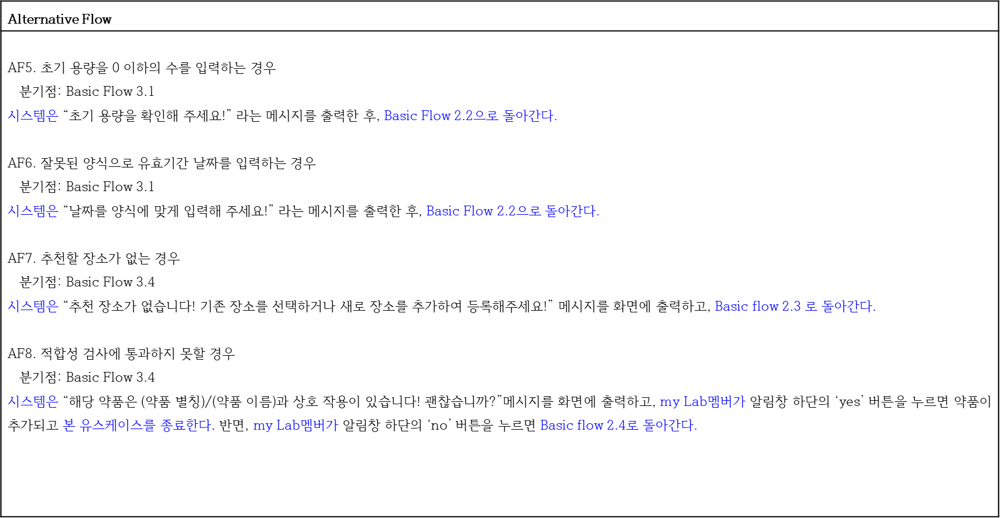 Alternative Flow
AF5. 초기 용량을 0 이하의 수를 입력하는 경우
분기점: Basic Flow 3.1
시스템은 “초기 용량을 확인해 주세요!” 라는 메시지를 출력한 후, Basic Flow 2.2으로 돌아간다.
AF6. 잘못된 양식으로 유효기간 날짜를 입력하는 경우
분기점: Basic Flow 3.1
시스템은 “날짜를 양식에 맞게 입력해 주세요!” 라는 메시지를 출력한 후, Basic Flow 2.2으로 돌아간다.
AF7. 추천할 장소가 없는 경우
분기점: Basic Flow 3.4
시스템은 “추천 장소가 없습니다! 기존 장소를 선택하거나 새로 장소를 추가하여 등록해주세요!” 메시지를 화면에 출력하고, Basic flow 2.3 로 돌아간다.
AF8. 적합성 검사에 통과하지 못할 경우
분기점: Basic Flow 3.4
시스템은 “해당 약품은 (약품 별칭)/(약품 이름)과 상호 작용이 있습니다! 괜찮습니까?”메시지를 화면에 출력하고, my Lab멤버가 알림창 하단의 ‘yes’ 버튼을 누르면 약품이
추가되고 본 유스케이스를 종료한다. 반면, my Lab멤버가 알림창 하단의 ‘no’ 버튼을 누르면 Basic flow 2.4로 돌아간다.